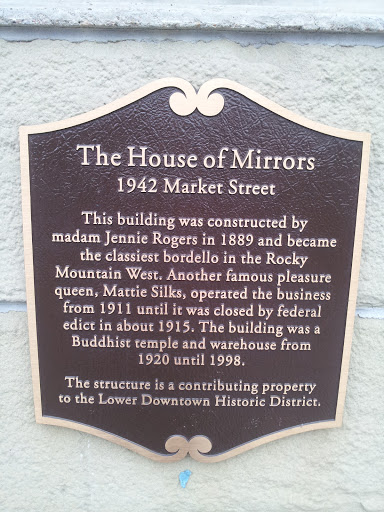 The House of Mirrors
1942 Market Street
This building was constructed by
madam Jennie Rogers in 1889 and became
the classiest bordello in the Rocky
Mountain West. Another famous pleasure
queen, Mattie Silks, operated the business
from 1911 until it was closed by federal
edict in about 1915. The building was a
Buddhist temple and warehouse from
1920 until 1998.
The structure is a contributing property
to the Lower Downtown Historic District.